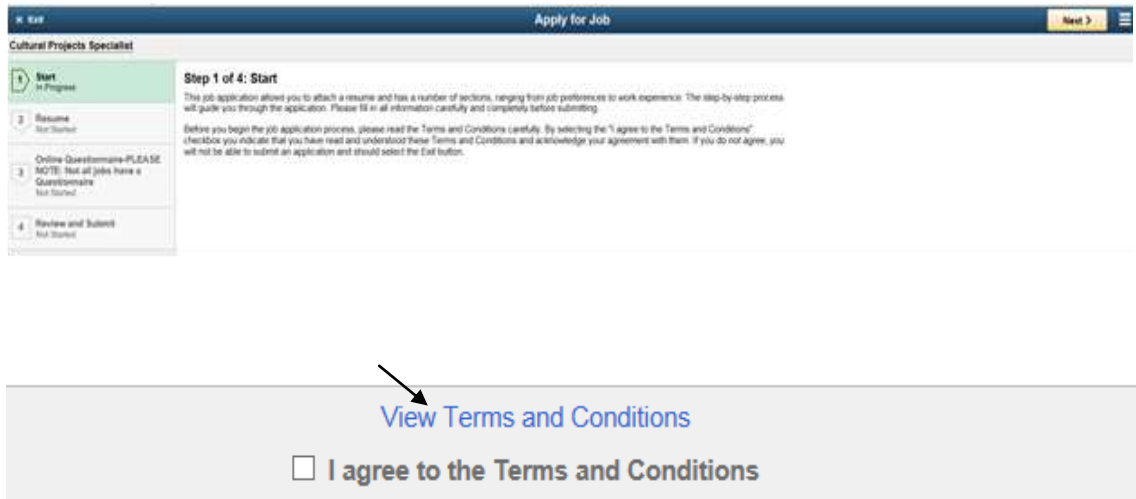 × Exit
Apply for Job
Next >
Cultural Projects Specialist
1 Start
In Progress
2 Resume
Not Started
3 Online Questionnaire-PLEASE
NOTE: Not all jobs have a
Questionnaire
Not Started
4 Review and Submit
Not Started
Step 1 of 4: Start
This job application allows you to attach a resume and has a number of sections, ranging from job preferences to work experience. The step-by-step process
will guide you through the application. Please fill in all information carefully and completely before submitting.
Before you begin the job application process, please read the Terms and Conditions carefully. By selecting the "I agree to the Terms and Conditions"
checkbox you indicate that you have read and understood these Terms and Conditions and acknowledge your agreement with them. If you do not agree, you
will not be able to submit an application and should select the Exit button.
View Terms and Conditions
I agree to the Terms and Conditions